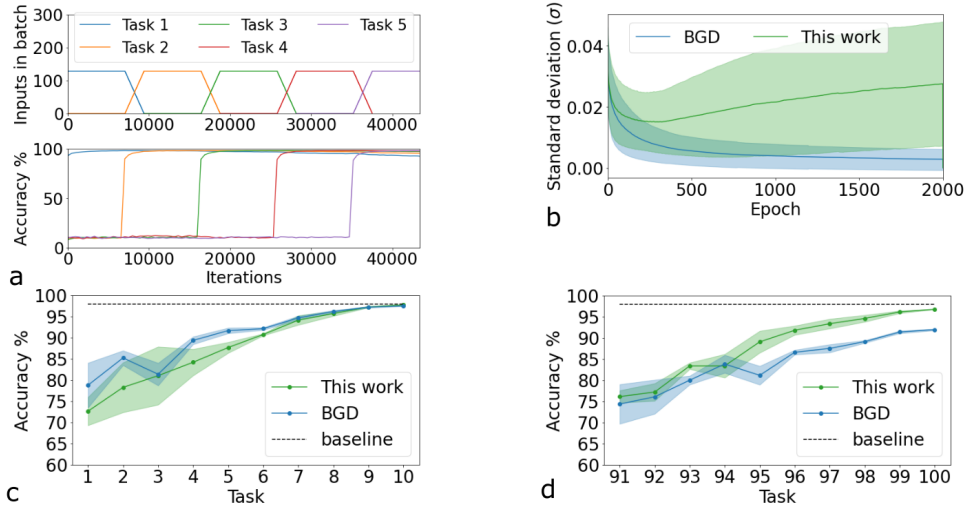 Inputs in batch
300
200
100
0
Task 1
Task 2
Task 3
Task 4
Task 5
0 10000 20000 30000 40000
Accuracy %
100
50
0
0 10000 20000 30000 40000
Iterations
a
Standard deviation (σ)
0.04
0.02
0.00
BGD
This work
0 500 1000 1500 2000
Epoch
b
Accuracy %
100
95
90
85
80
75
70
65
60
This work
BGD
baseline
1 2 3 4 5 6 7 8 9 10
Task
c
Accuracy %
100
95
90
85
80
75
70
65
60
This work
BGD
baseline
91 92 93 94 95 96 97 98 99 100
Task
d